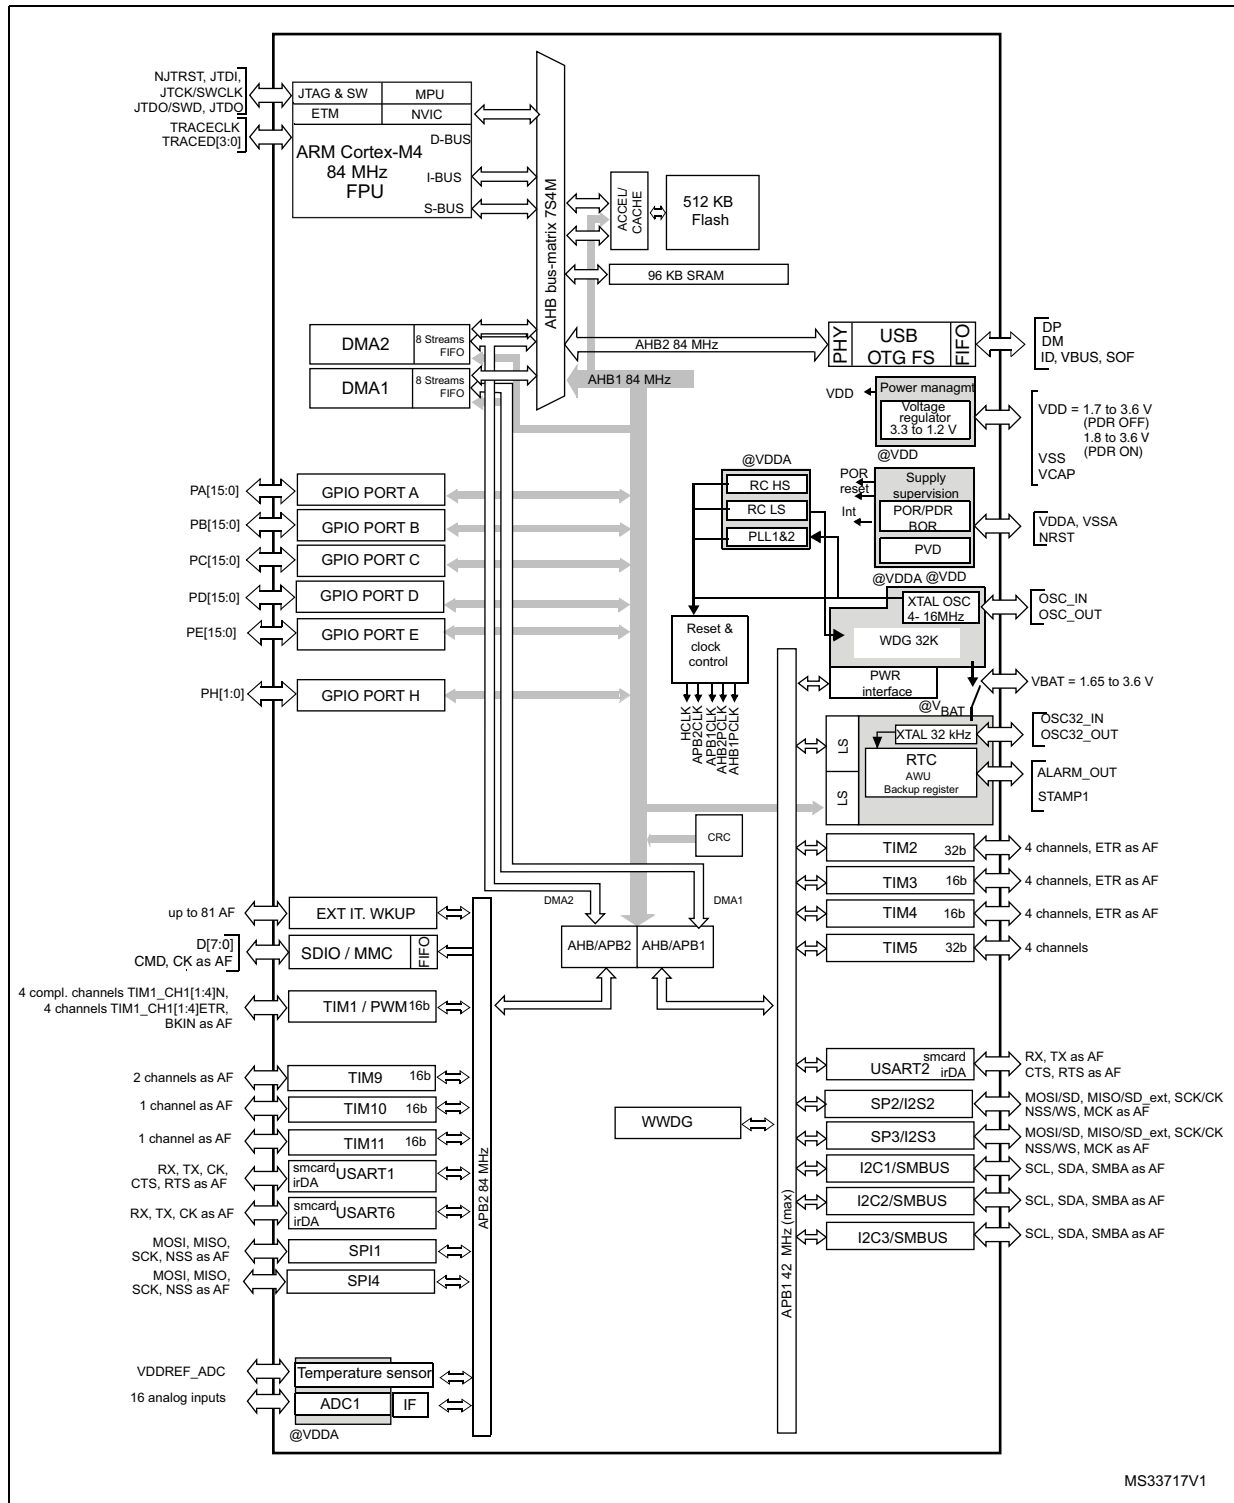 NJTRST, JTDI,
JTCK/SWCLK
JTDO/SWD, JTDO
TRACECLK
TRACED[3:0]
JTAG & SW
MPU
ETM
NVIC
ARM Cortex-M4
84 MHz
FPU
D-BUS
I-BUS
S-BUS
AHB bus-matrix 7S4M
ACCEL/
CACHE
512 KB
Flash
96 KB SRAM
DMA2
8 Streams
FIFO
DMA1
8 Streams
FIFO
AHB2 84 MHz
AHB1 84 MHz
PHY
USB
OTG FS
FIFO
DP
DM
ID, VBUS, SOF
VDD
Power managmt
Voltage
regulator
3.3 to 1.2 V
@VDD
VDD = 1.7 to 3.6 V
(PDR OFF)
1.8 to 3.6 V
(PDR ON)
VSS
VCAP
@VDDA
RC HS
RC LS
PLL1&2
POR
reset
Int
Supply
supervision
POR/PDR
BOR
PVD
VDDA, VSSA
NRST
@VDDA @VDD
XTAL OSC
4- 16MHz
WDG 32K
OSC_IN
OSC_OUT
PWR
interface
VBAT = 1.65 to 3.6 V
@VBAT
Reset &
clock
control
HCLK
APB2CLK
APB1CLK
AHB2PCLK
AHB1PCLK
LS
LS
XTAL 32 kHz
RTC
AWU
Backup register
OSC32_IN
OSC32_OUT
ALARM_OUT
STAMP1
PA[15:0]
GPIO PORT A
PB[15:0]
GPIO PORT B
PC[15:0]
GPIO PORT C
PD[15:0]
GPIO PORT D
PE[15:0]
GPIO PORT E
PH[1:0]
GPIO PORT H
CRC
DMA2
DMA1
AHB/APB2
AHB/APB1
TIM2 32b
4 channels, ETR as AF
TIM3 16b
4 channels, ETR as AF
TIM4 16b
4 channels, ETR as AF
TIM5 32b
4 channels
up to 81 AF
EXT IT. WKUP
D[7:0]
CMD, CK as AF
SDIO / MMC
FIFO
4 compl. channels TIM1_CH1[1:4]N,
4 channels TIM1_CH1[1:4]ETR,
BKIN as AF
TIM1 / PWM 16b
2 channels as AF
TIM9 16b
1 channel as AF
TIM10 16b
1 channel as AF
TIM11 16b
RX, TX, CK,
CTS, RTS as AF
smcard
irDA
USART1
RX, TX, CK as AF
smcard
irDA
USART6
MOSI, MISO,
SCK, NSS as AF
SPI1
MOSI, MISO,
SCK, NSS as AF
SPI4
VDDREF_ADC
Temperature sensor
16 analog inputs
ADC1
IF
@VDDA
APB2 84 MHz
WWDG
APB1 42 MHz (max)
USART2
smcard
irDA
RX, TX as AF
CTS, RTS as AF
SP2/I2S2
MOSI/SD, MISO/SD_ext, SCK/CK
NSS/WS, MCK as AF
SP3/I2S3
MOSI/SD, MISO/SD_ext, SCK/CK
NSS/WS, MCK as AF
I2C1/SMBUS
SCL, SDA, SMBA as AF
I2C2/SMBUS
SCL, SDA, SMBA as AF
I2C3/SMBUS
SCL, SDA, SMBA as AF
MS33717V1